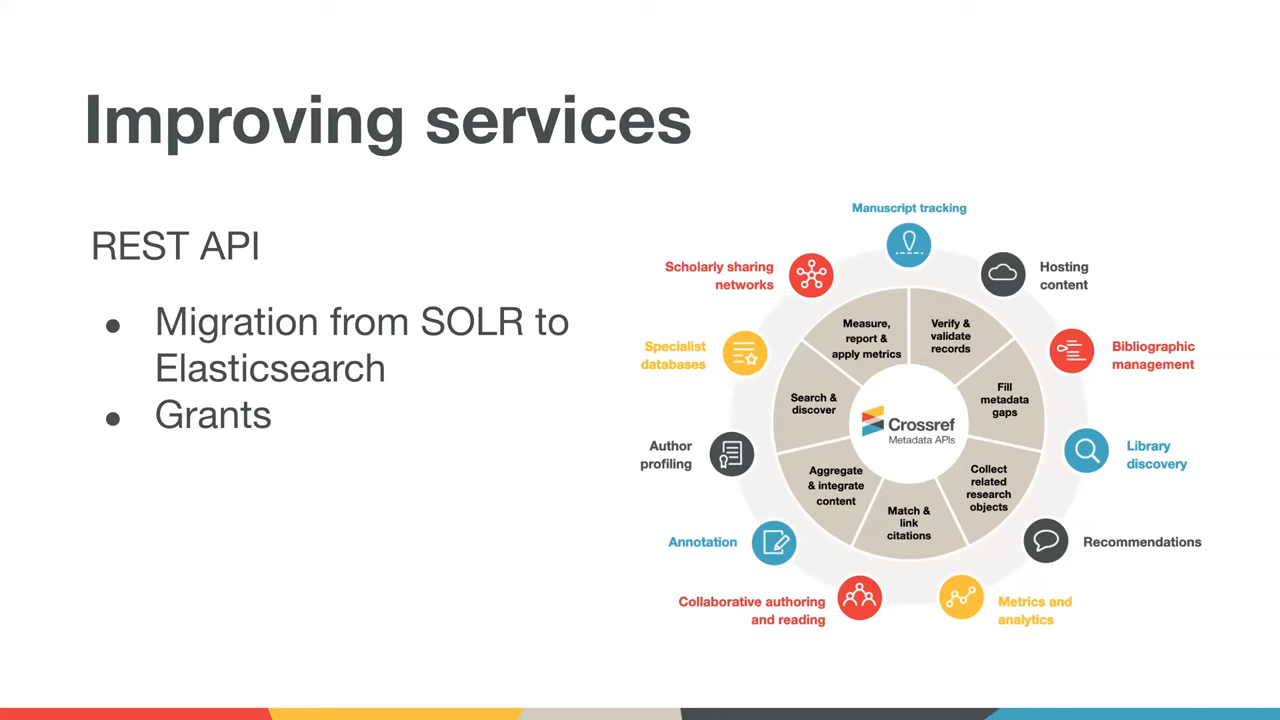 Improving services
REST API
● Migration from SOLR to
Elasticsearch
● Grants
Manuscript tracking
Hosting
content
Bibliographic
management
Library
discovery
Recommendations
Metrics and
analytics
Collaborative authoring
and reading
Annotation
Author
profiling
Specialist
databases
Scholarly sharing
networks
Measure,
report &
apply metrics
Verify &
validate
records
Fill
metadata
gaps
Collect
related
research
objects
Match &
link
citations
Aggregate
& integrate
content
Search &
discover
Crossref
Metadata APIs